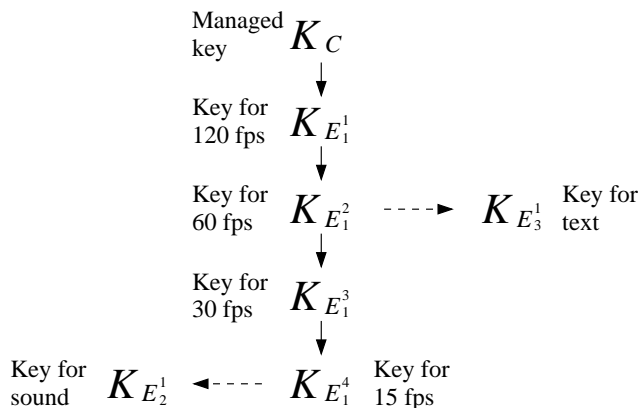 Managed
key
K_C
Key for
120 fps
K_{E_1^1}
Key for
60 fps
K_{E_1^2}
K_{E_3^1}
Key for
text
Key for
30 fps
K_{E_1^3}
Key for
sound
K_{E_2^1}
K_{E_1^4}
Key for
15 fps